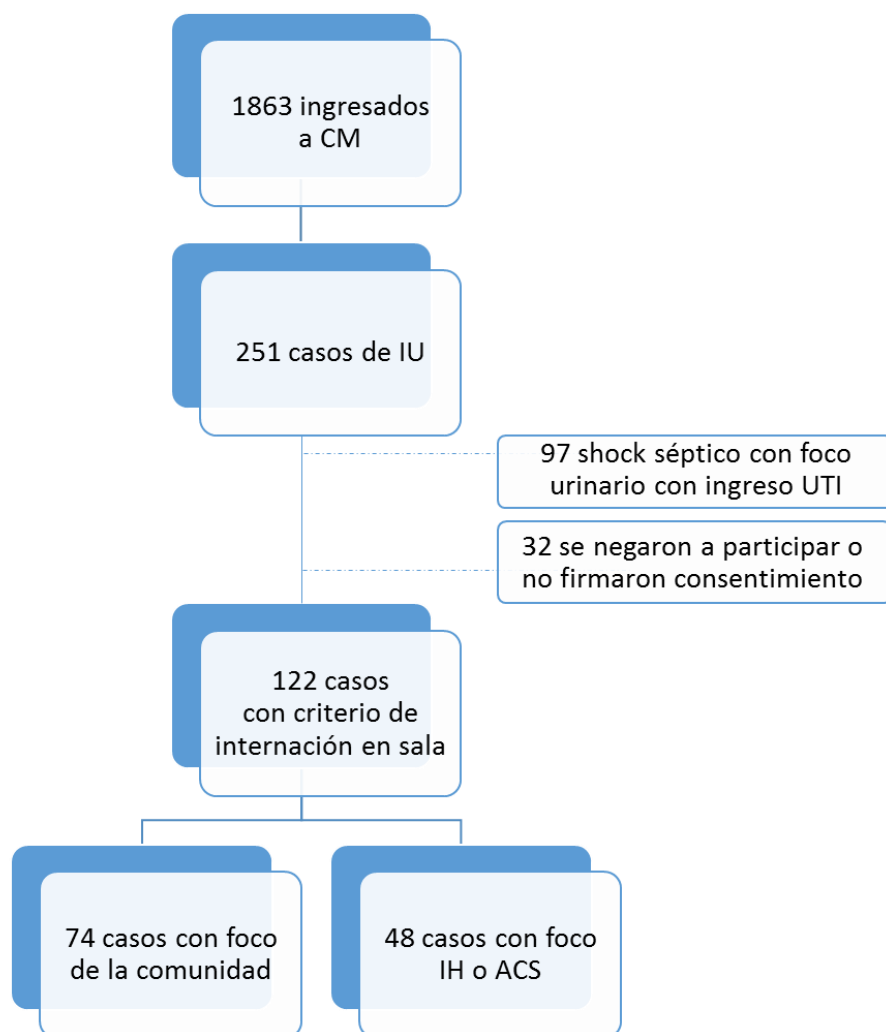 1863 ingresados
a CM
251 casos de IU
97 shock séptico con foco
urinario con ingreso UTI
32 se negaron a participar o
no firmaron consentimiento
122 casos
con criterio de
internación en sala
74 casos con foco
de la comunidad
48 casos con foco
IH o ACS